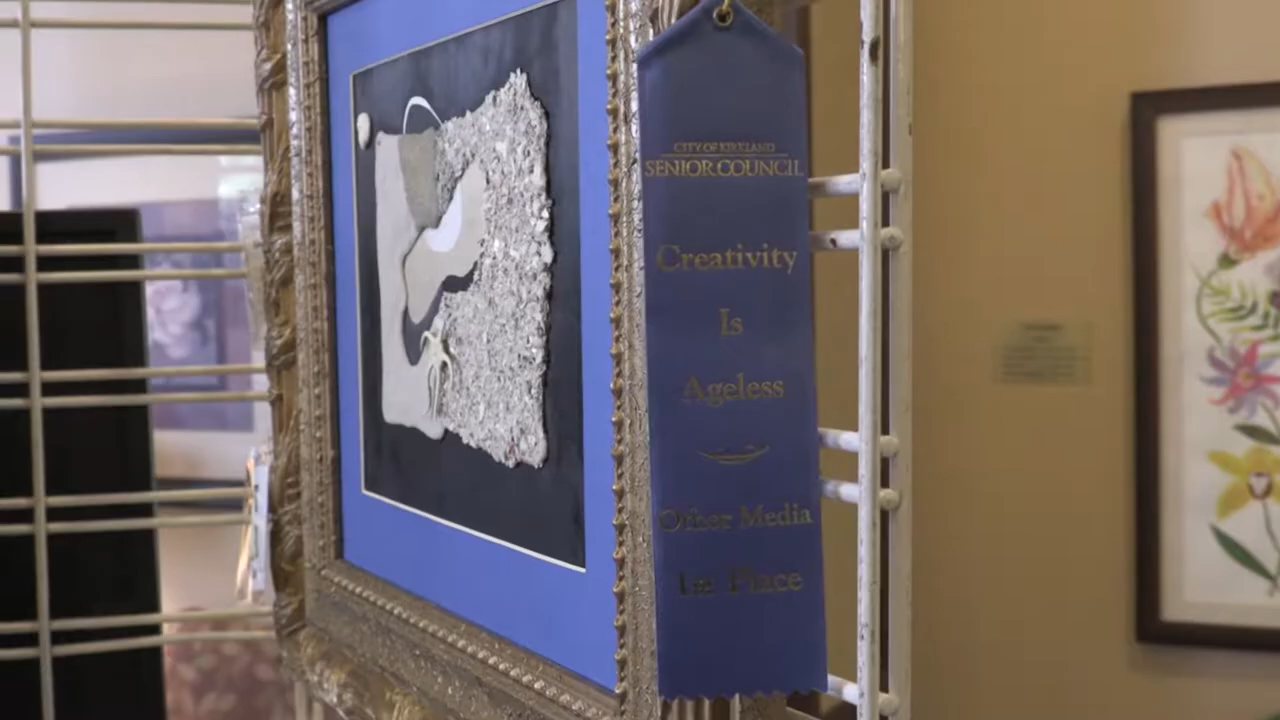 CITY OF KIRKLAND
SENIOR COUNCIL
Creativity
Is
Ageless
Other Media
1st Place